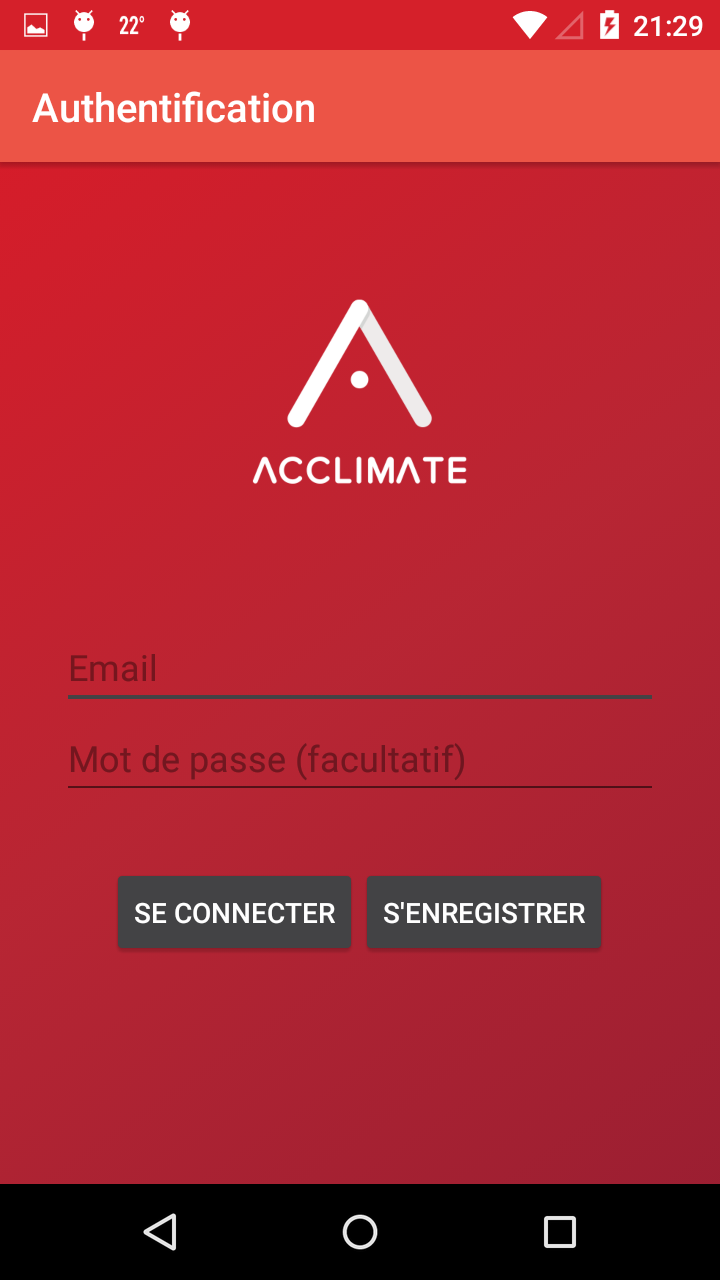 22°
21:29
Authentification
ACCLIMATE
Email
Mot de passe (facultatif)
SE CONNECTER
S'ENREGISTRER